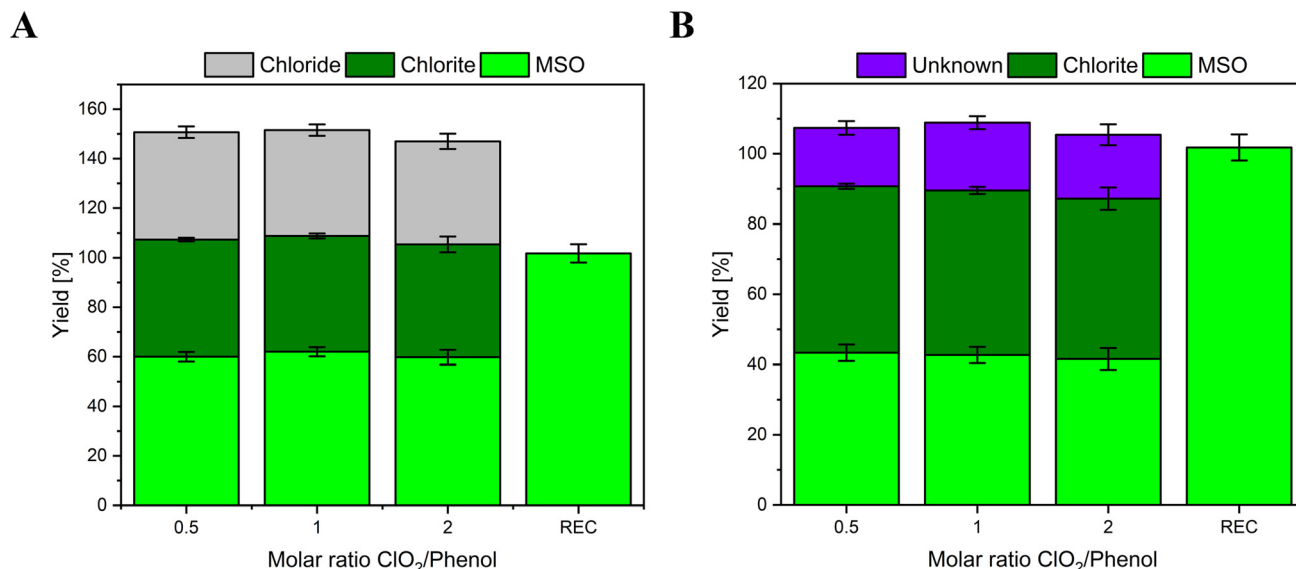 A
Chloride Chlorite MSO
Yield [%]
160
140
120
100
80
60
40
20
0
0.5 1 2 REC
Molar ratio ClO₂/Phenol
B
Unknown Chlorite MSO
Yield [%]
120
100
80
60
40
20
0
0.5 1 2 REC
Molar ratio ClO₂/Phenol